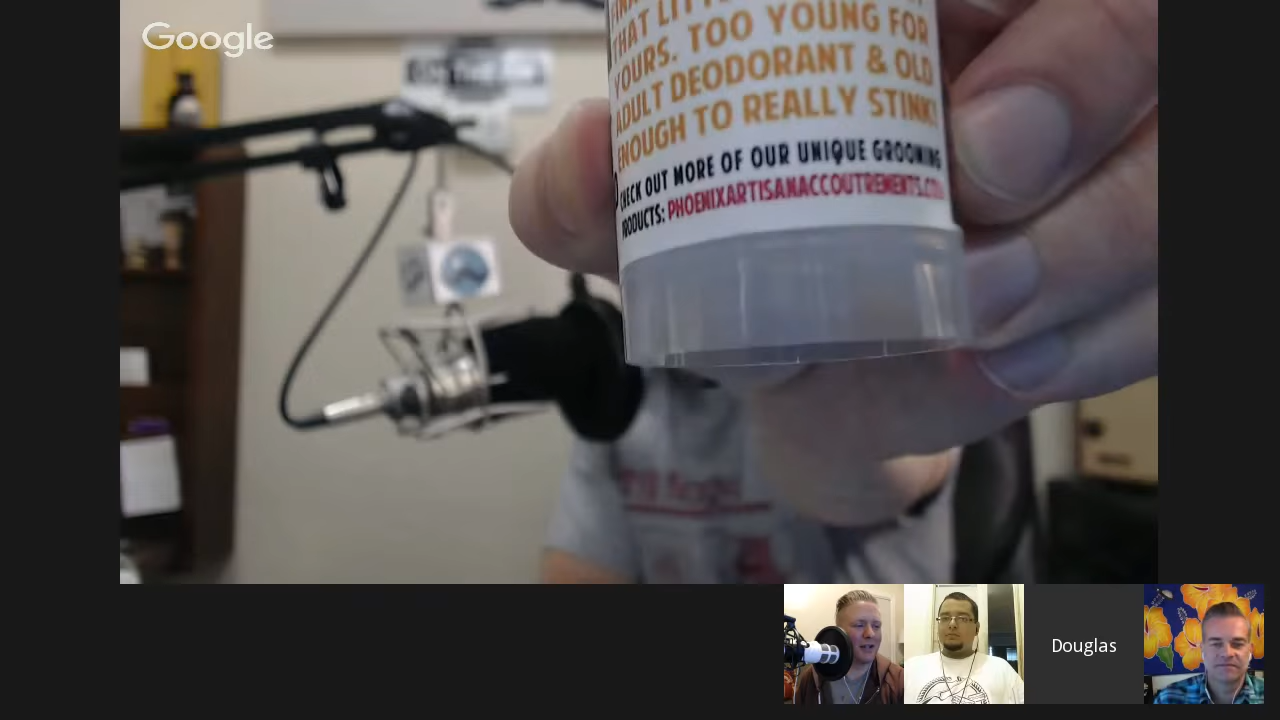 Google
THAT
YOURS. TOO YOUNG FOR
ADULT DEODORANT & OLD
ENOUGH TO REALLY STINK!
CHECK OUT MORE OF OUR UNIQUE GROOMING
PRODUCTS: PHOENIXARTISANACCOUTREMENTS.COM
Douglas